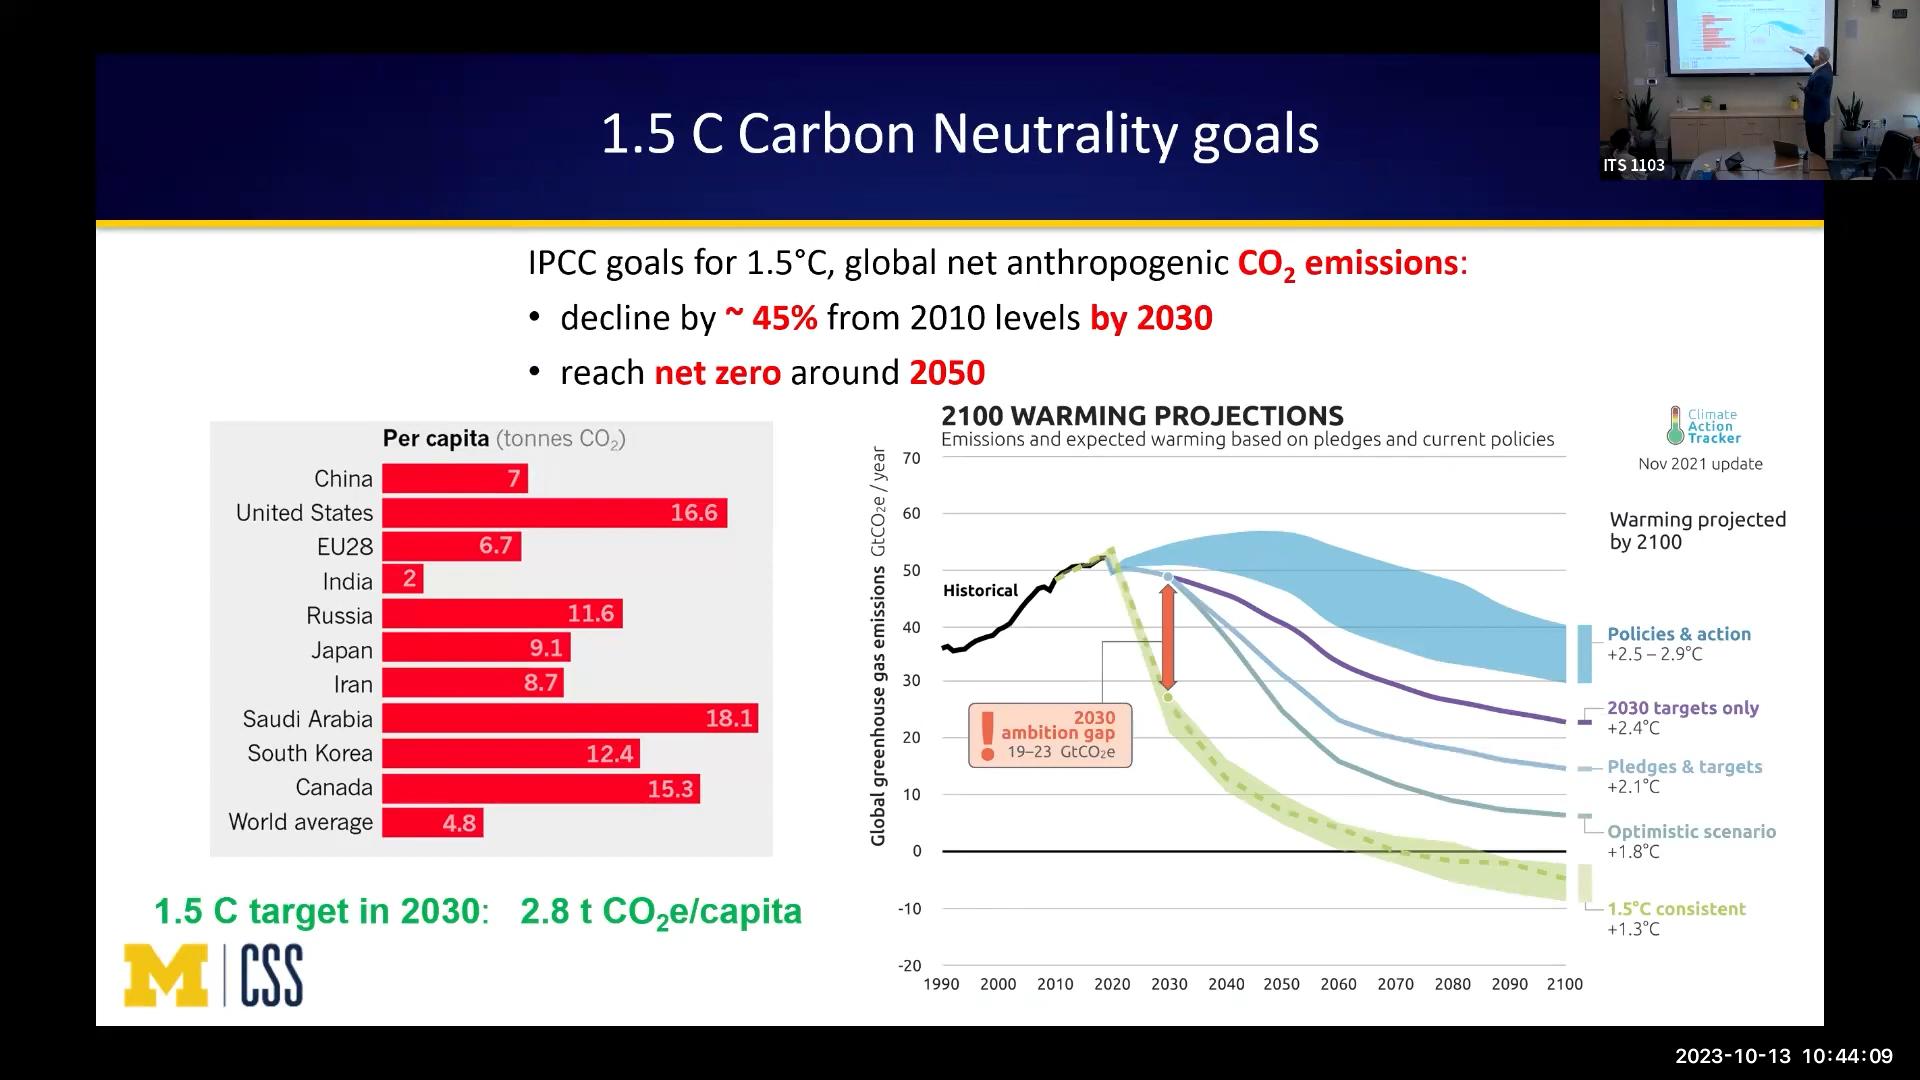 1.5 C Carbon Neutrality goals
ITS 1103
IPCC goals for 1.5°C, global net anthropogenic CO₂ emissions:
• decline by ~ 45% from 2010 levels by 2030
• reach net zero around 2050
Per capita (tonnes CO₂)
China 7
United States 16.6
EU28 6.7
India 2
Russia 11.6
Japan 9.1
Iran 8.7
Saudi Arabia 18.1
South Korea 12.4
Canada 15.3
World average 4.8
1.5 C target in 2030: 2.8 t CO₂e/capita
M CSS
2100 WARMING PROJECTIONS
Emissions and expected warming based on pledges and current policies
Climate
Action
Tracker
Nov 2021 update
Global greenhouse gas emissions GtCO₂e / year
70
60
50
40
30
20
10
0
-10
-20
1990 2000 2010 2020 2030 2040 2050 2060 2070 2080 2090 2100
Historical
2030
ambition gap
19–23 GtCO₂e
Warming projected
by 2100
Policies & action
+2.5 – 2.9°C
2030 targets only
+2.4°C
Pledges & targets
+2.1°C
Optimistic scenario
+1.8°C
1.5°C consistent
+1.3°C
2023-10-13 10:44:09